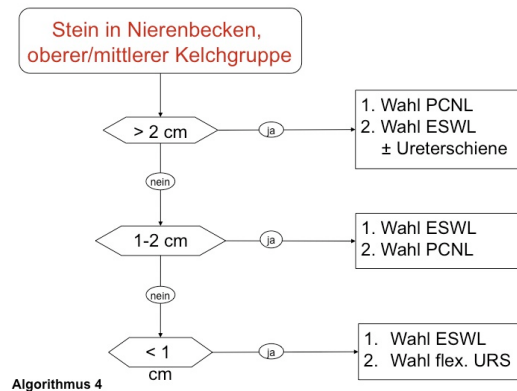 Stein in Nierenbecken,
oberer/mittlerer Kelchgruppe
> 2 cm
ja
1. Wahl PCNL
2. Wahl ESWL
± Ureterschiene
nein
1-2 cm
ja
1. Wahl ESWL
2. Wahl PCNL
nein
< 1
cm
ja
1. Wahl ESWL
2. Wahl flex. URS
Algorithmus 4